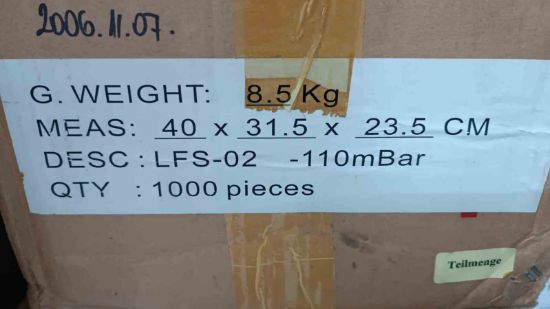 2006.11.07.
G. WEIGHT: 8.5 Kg
MEAS: 40 x 31.5 x 23.5 CM
DESC : LFS-02 -110mBar
QTY : 1000 pieces
Teilmenge